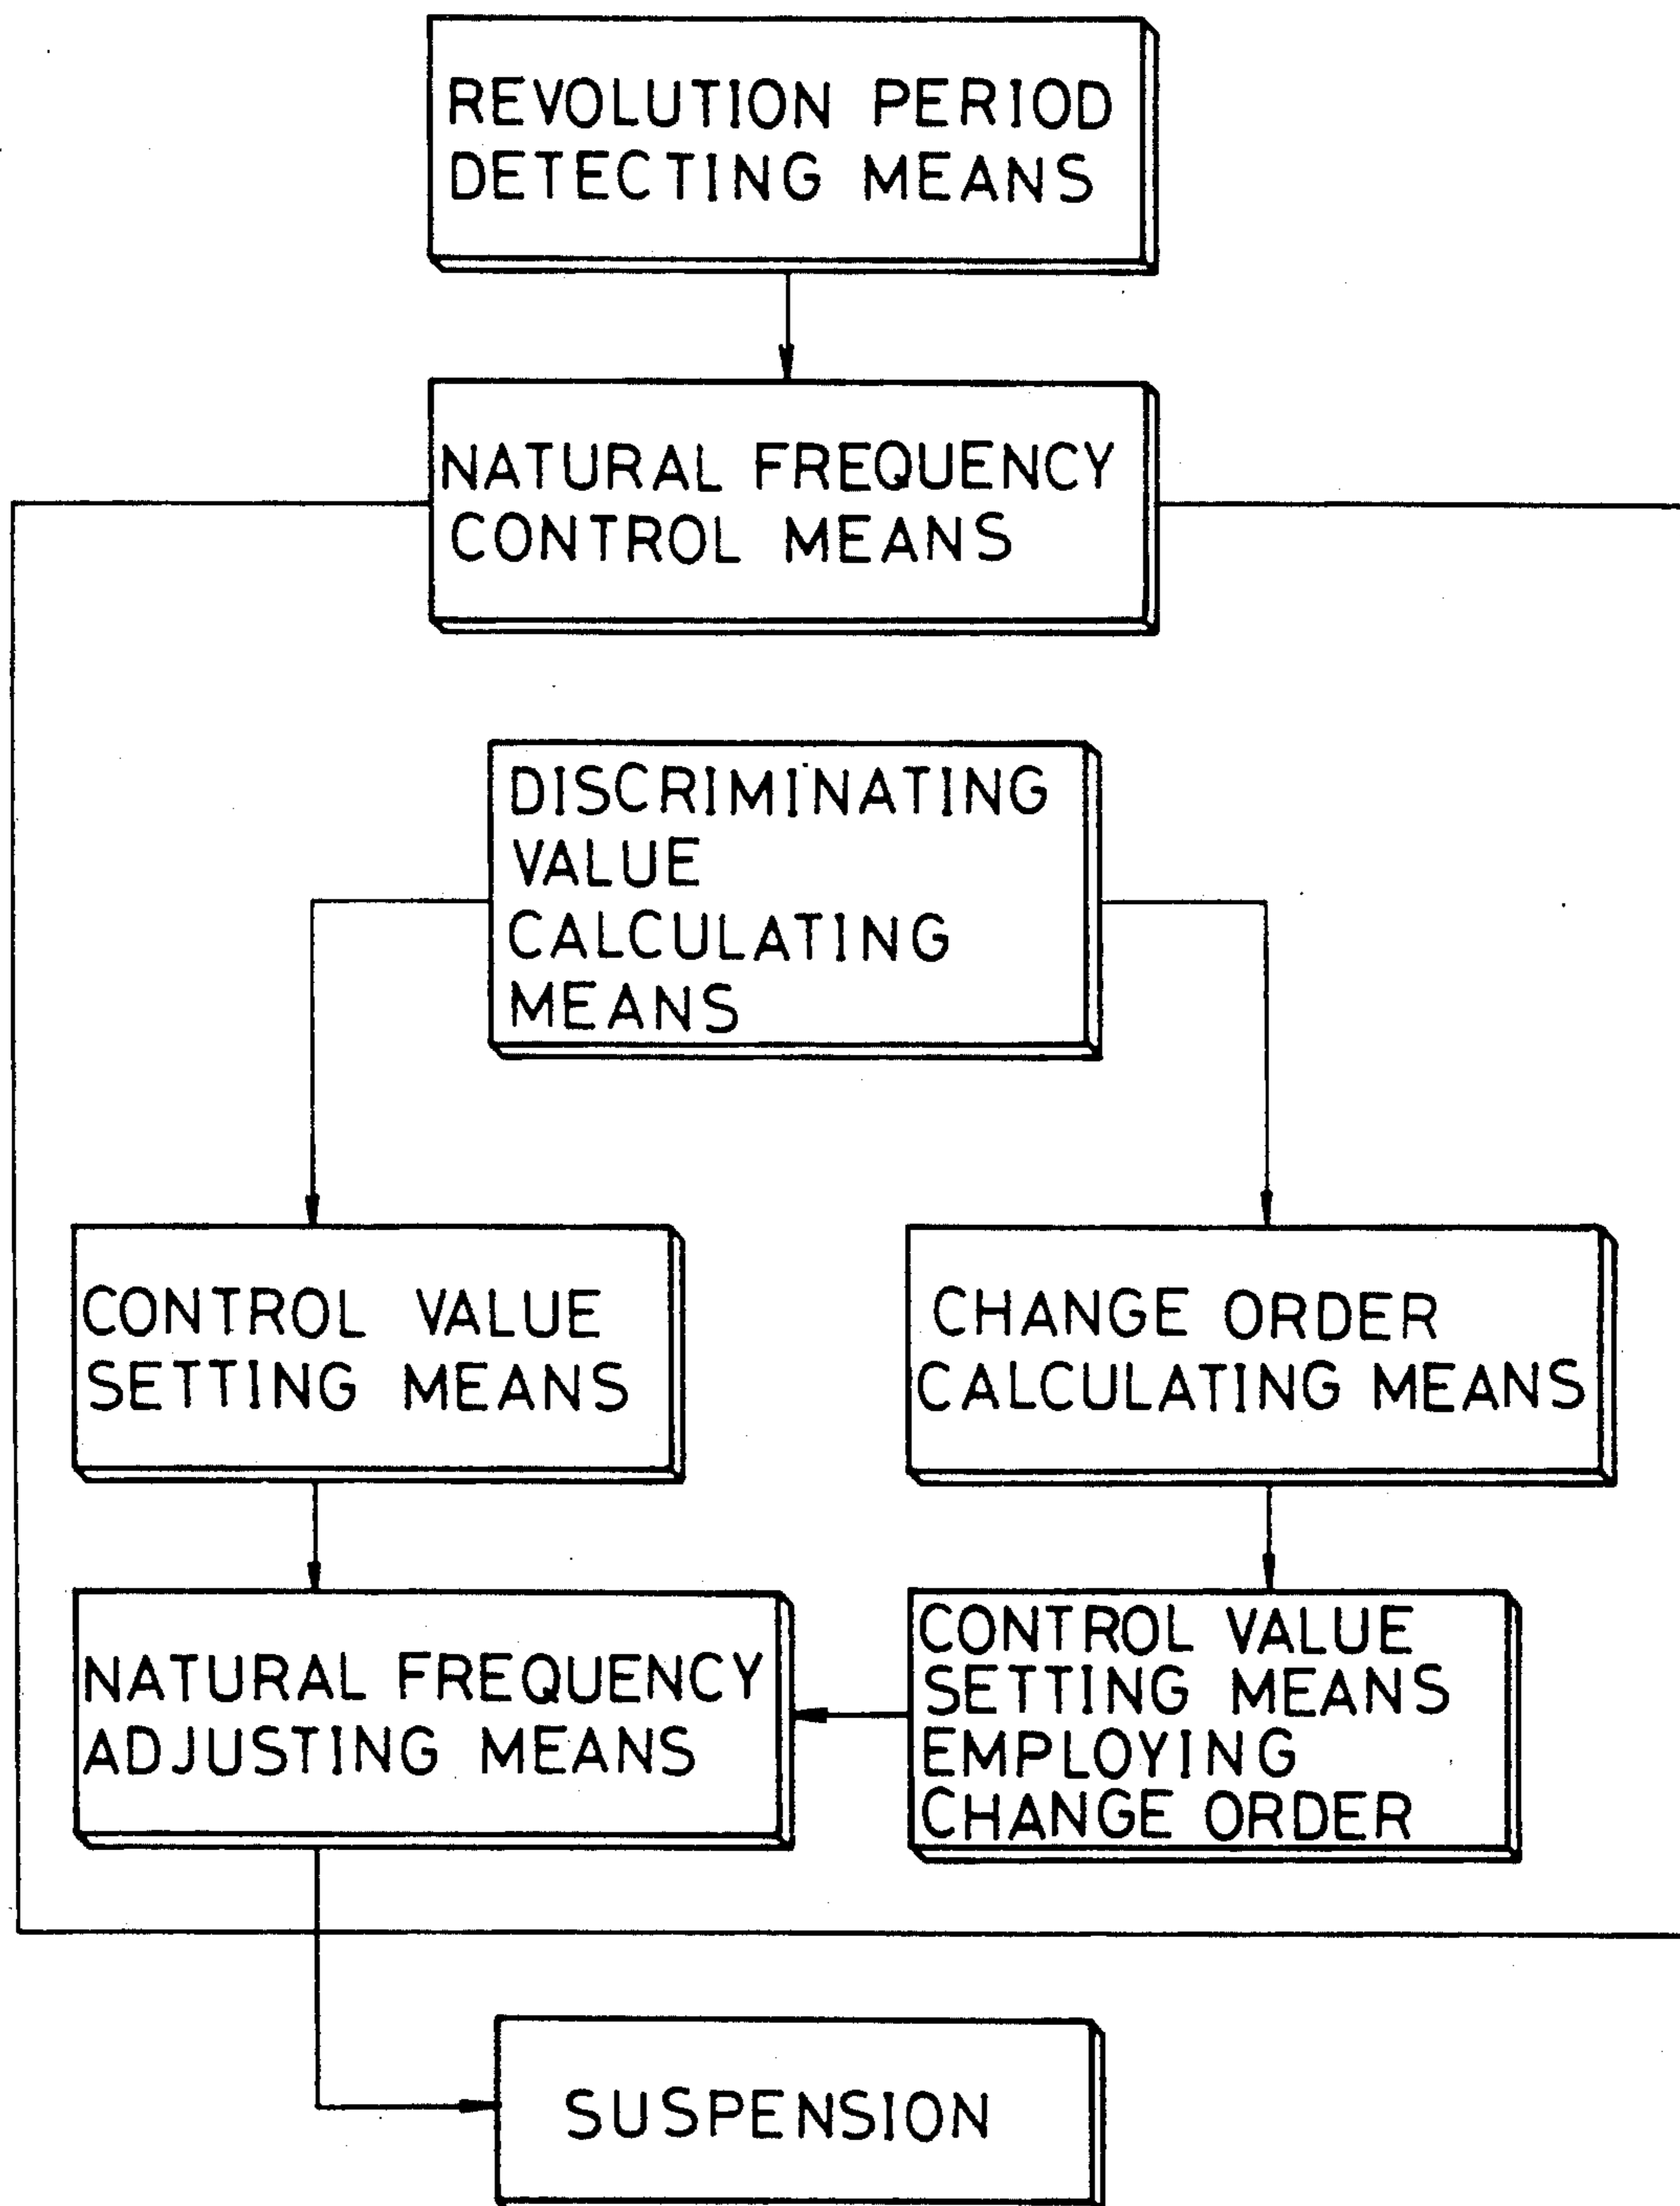 REVOLUTION PERIOD
DETECTING MEANS
NATURAL FREQUENCY
CONTROL MEANS
DISCRIMINATING
VALUE
CALCULATING
MEANS
CONTROL VALUE
SETTING MEANS
CHANGE ORDER
CALCULATING MEANS
NATURAL FREQUENCY
ADJUSTING MEANS
CONTROL VALUE
SETTING MEANS
EMPLOYING
CHANGE ORDER
SUSPENSION